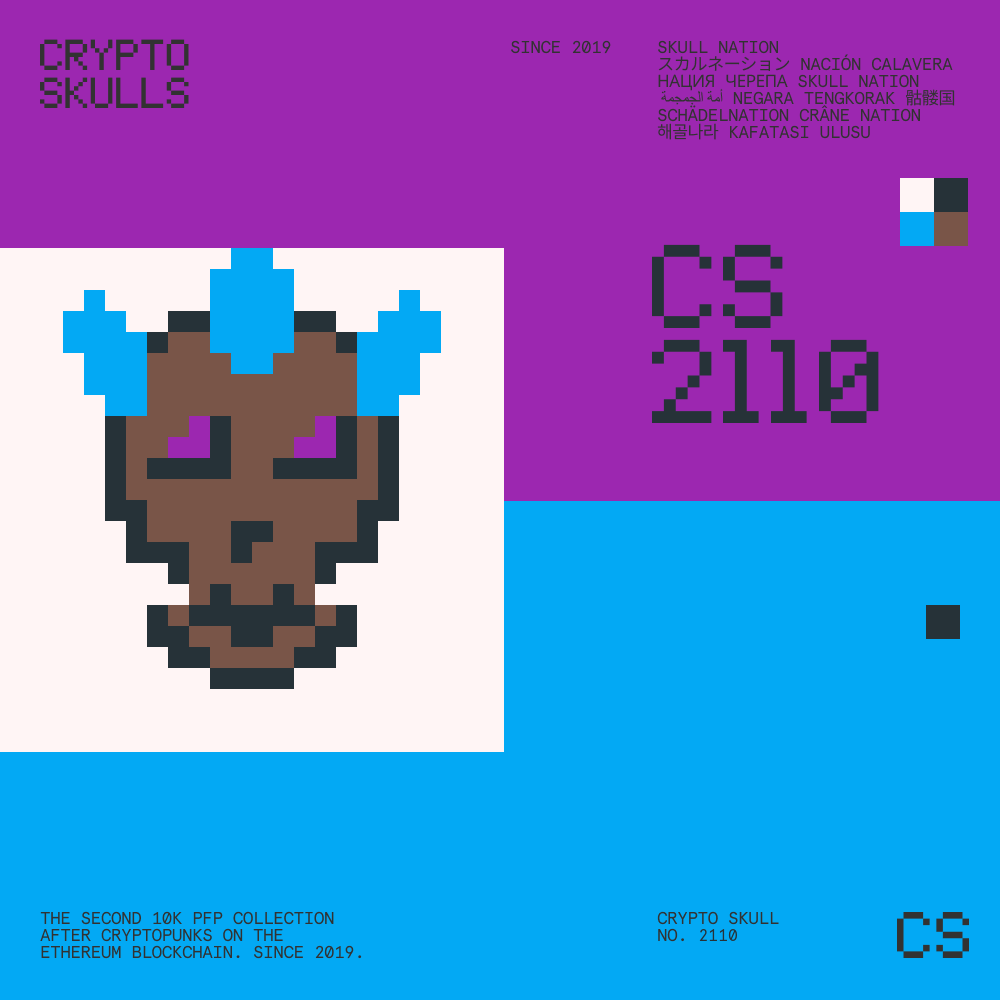 CRYPTO
SKULLS
SINCE 2019
SKULL NATION
スカルネーション NACIÓN CALAVERA
НАЦИЯ ЧЕРЕПА SKULL NATION
أمة الجمجمة NEGARA TENGKORAK 骷髅国
SCHÄDELNATION CRÂNE NATION
해골나라 KAFATASI ULUSU
CS
2110
THE SECOND 10K PFP COLLECTION
AFTER CRYPTOPUNKS ON THE
ETHEREUM BLOCKCHAIN. SINCE 2019.
CRYPTO SKULL
NO. 2110
CS